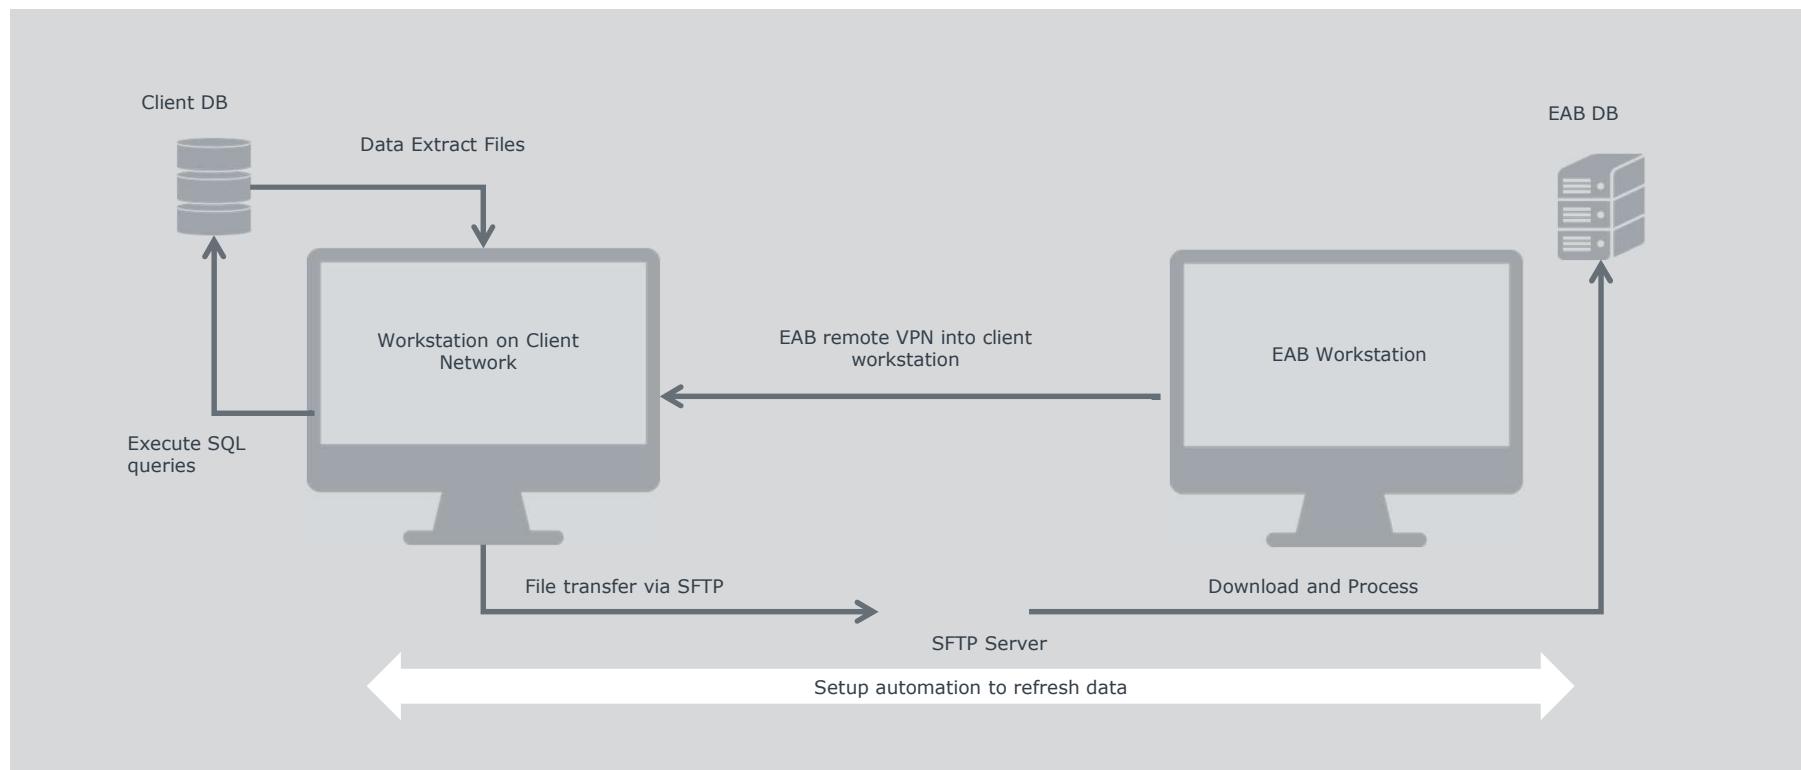 Client DB
EAB DB
Data Extract Files
Workstation on Client
Network
EAB remote VPN into client
workstation
EAB Workstation
Execute SQL
queries
File transfer via SFTP
Download and Process
SFTP Server
Setup automation to refresh data